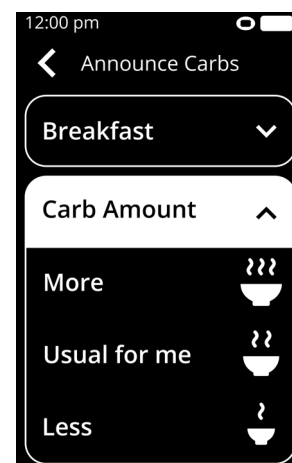 12:00 pm
Announce Carbs
Breakfast
Carb Amount
More
Usual for me
Less